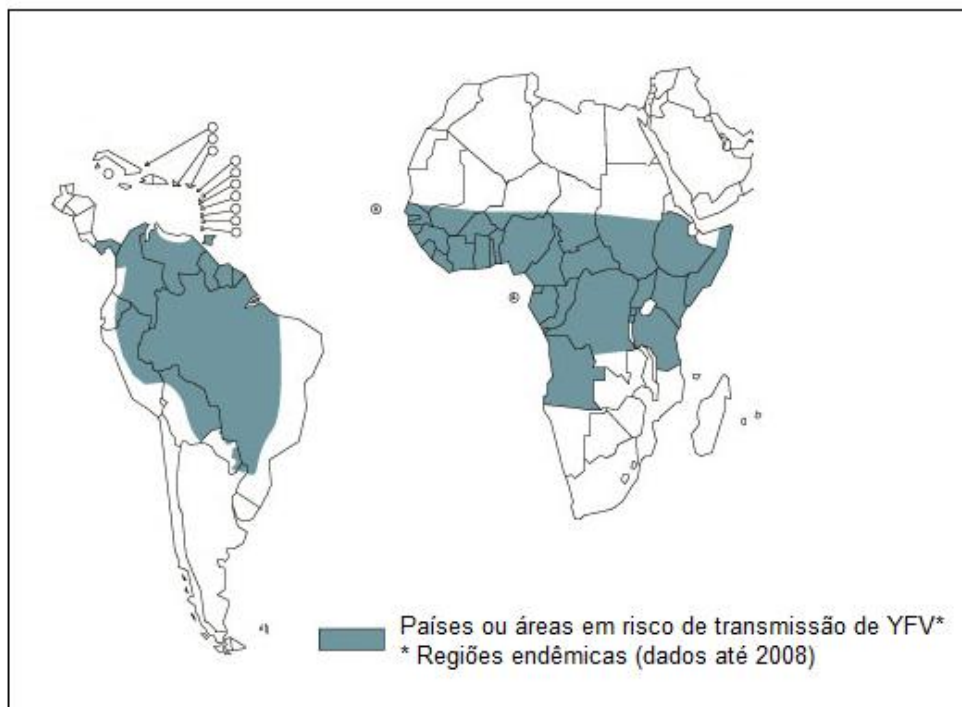 Países ou áreas em risco de transmissão de YFV*
* Regiões endêmicas (dados até 2008)